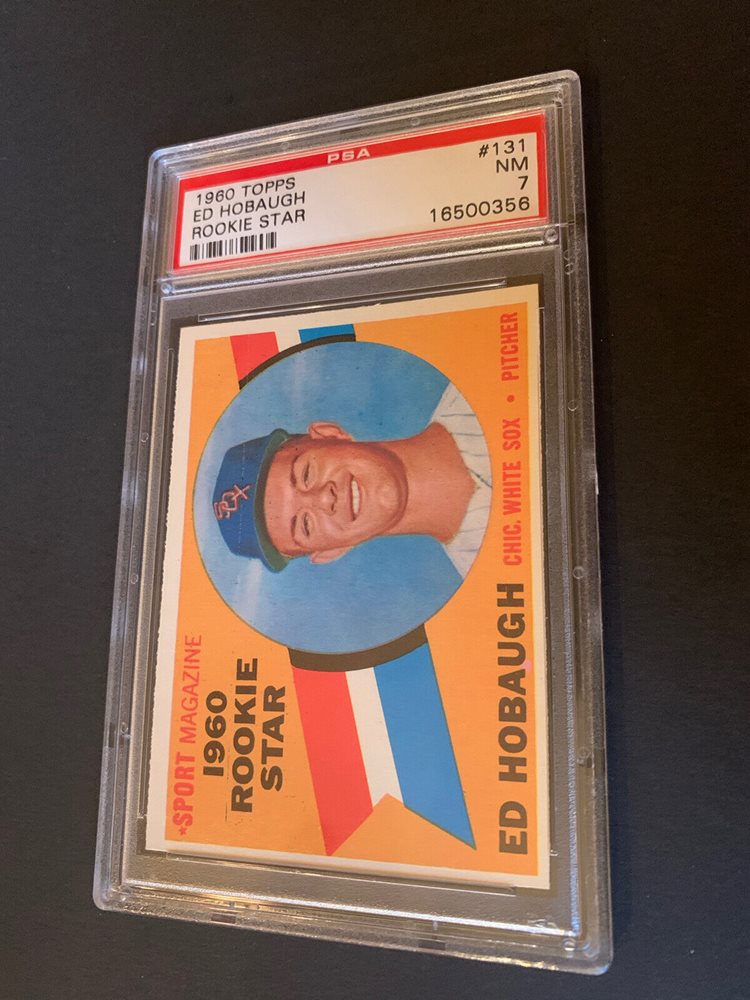 PSA
1960 TOPPS
ED HOBAUGH
ROOKIE STAR
#131
NM
7
16500356
★SPORT MAGAZINE
1960
ROOKIE
STAR
SOX
ED HOBAUGH CHIC. WHITE SOX • PITCHER